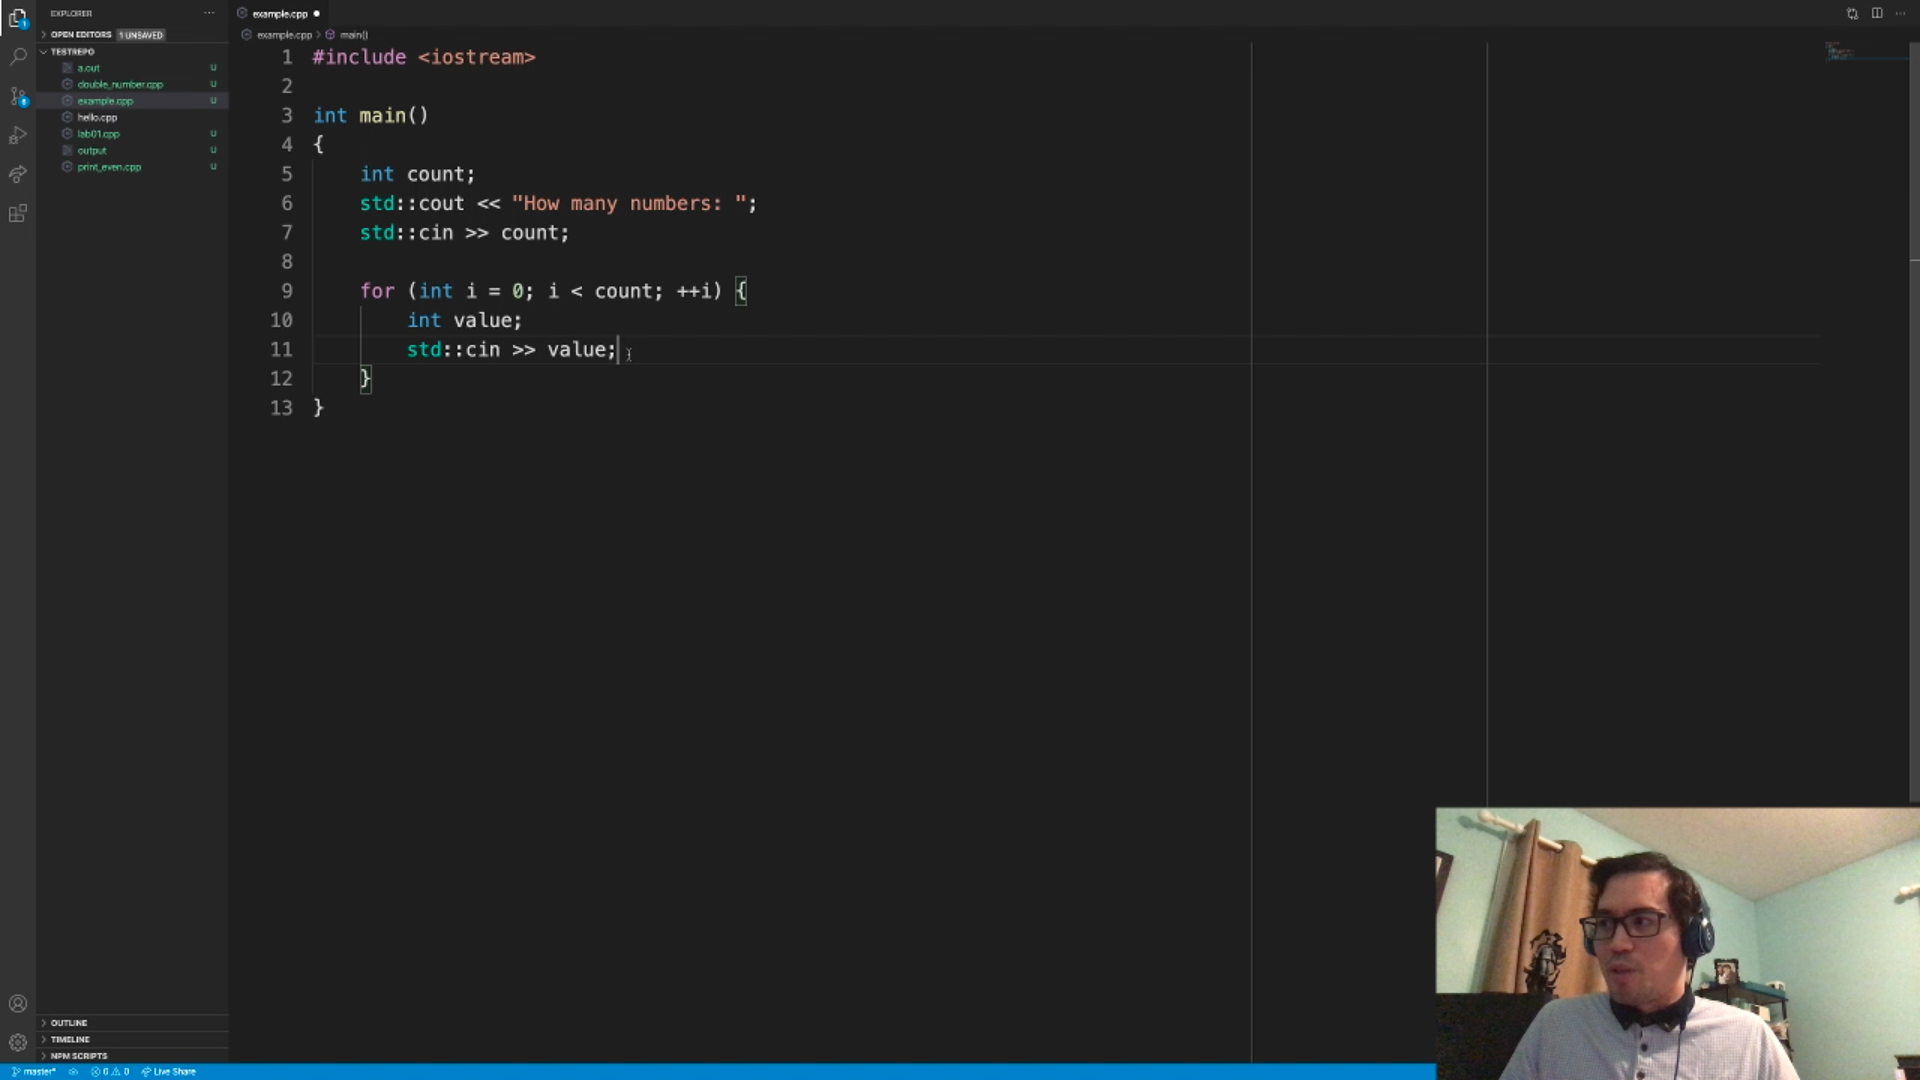 EXPLORER
OPEN EDITORS 1 UNSAVED
TESTREPO
a.out U
double_number.cpp U
example.cpp U
hello.cpp
lab01.cpp U
output U
print_even.cpp U
OUTLINE
TIMELINE
NPM SCRIPTS
example.cpp
example.cpp > main()
1 #include <iostream>
2
3 int main()
4 {
5 int count;
6 std::cout << "How many numbers: ";
7 std::cin >> count;
8
9 for (int i = 0; i < count; ++i) {
10 int value;
11 std::cin >> value;
12 }
13 }
master* 0 0 Live Share